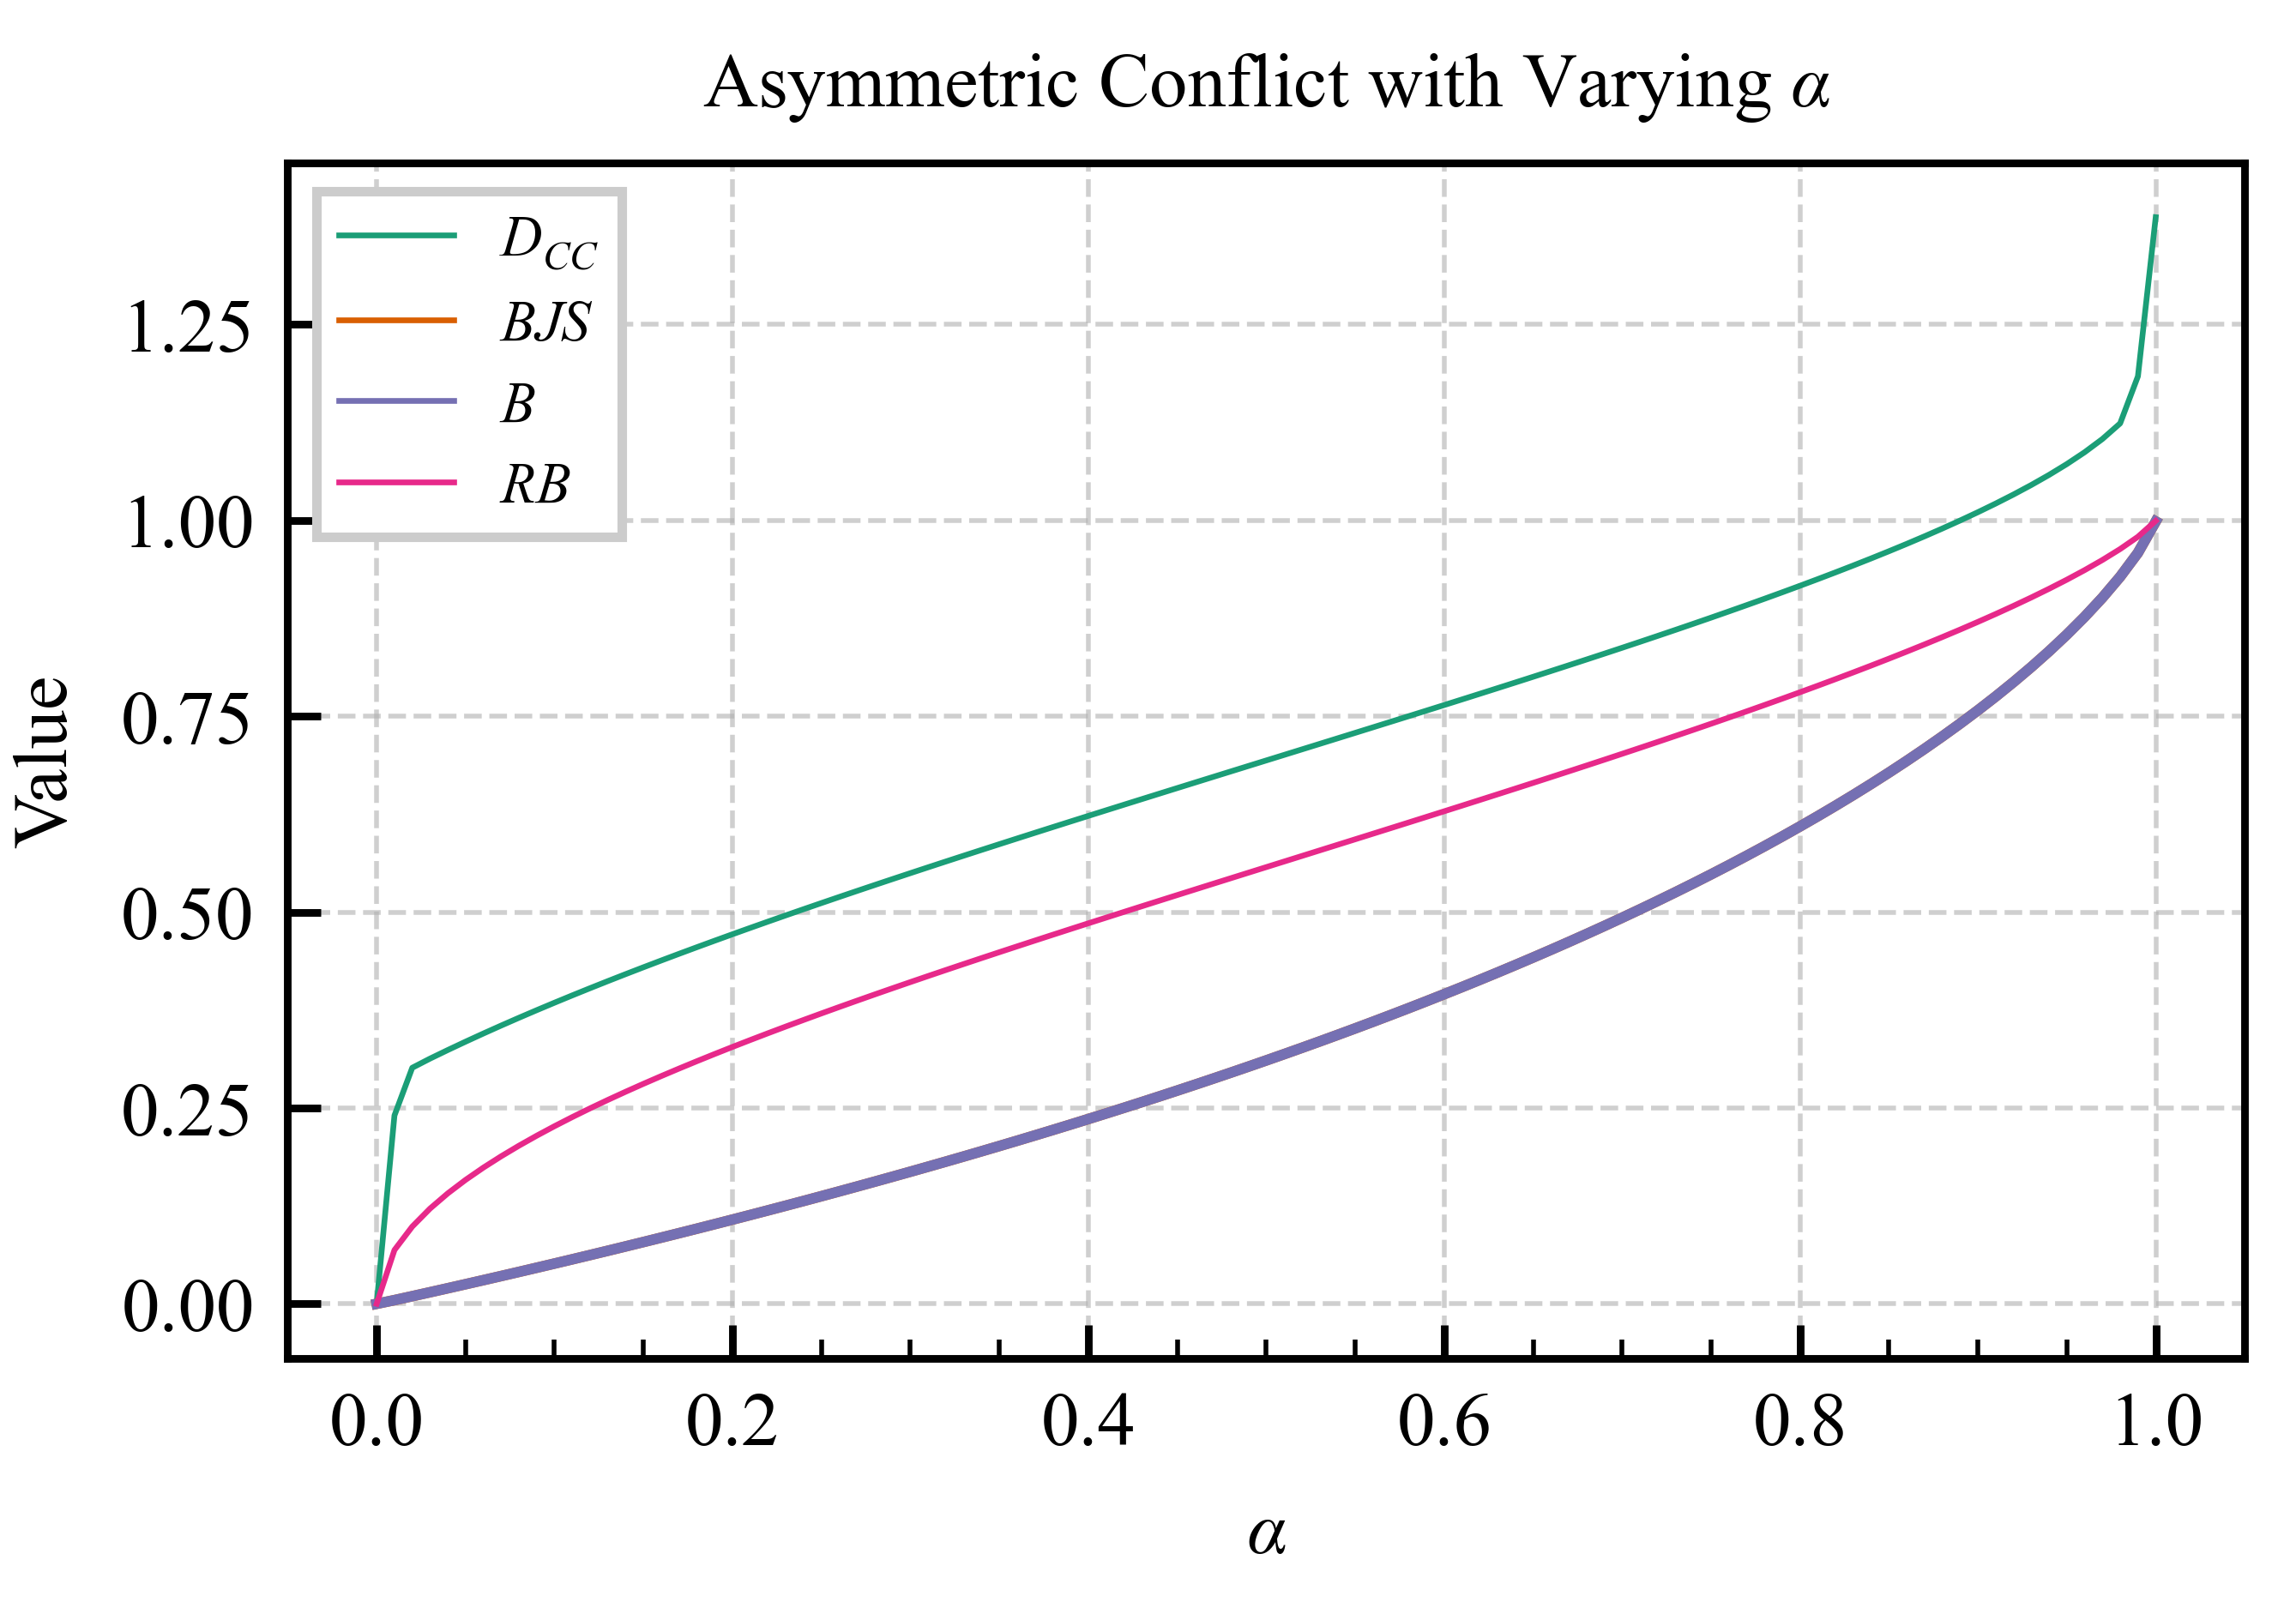 Asymmetric Conflict with Varying α
D_CC
BJS
B
RB
1.25
1.00
0.75
0.50
0.25
0.00
Value
0.0 0.2 0.4 0.6 0.8 1.0
α